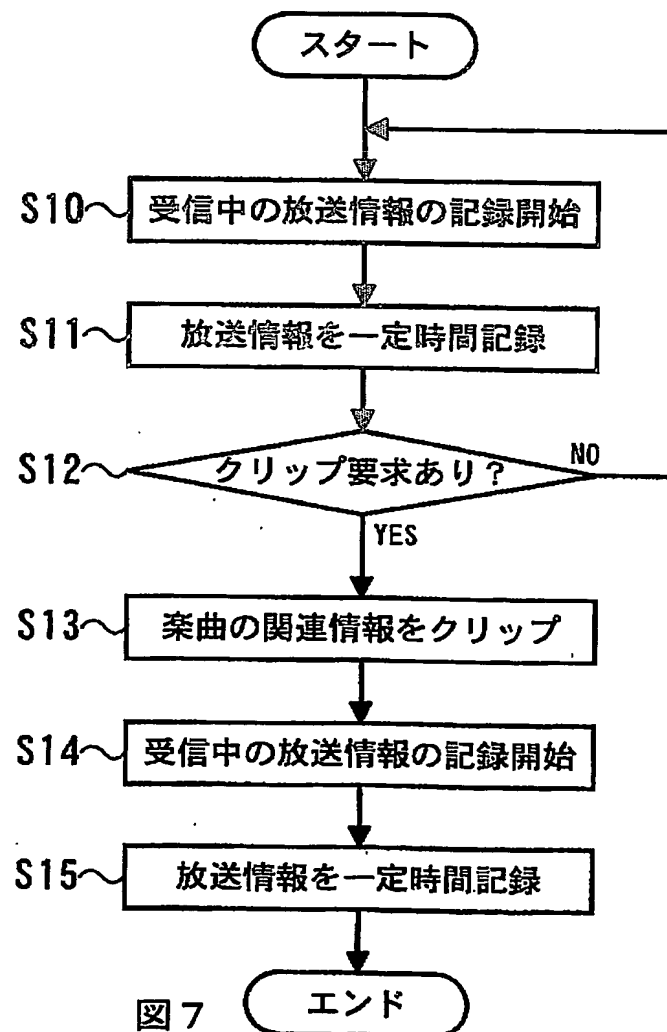 スタート
S10 受信中の放送情報の記録開始
S11 放送情報を一定時間記録
S12 クリップ要求あり？ NO
YES
S13 楽曲の関連情報をクリップ
S14 受信中の放送情報の記録開始
S15 放送情報を一定時間記録
エンド
図7